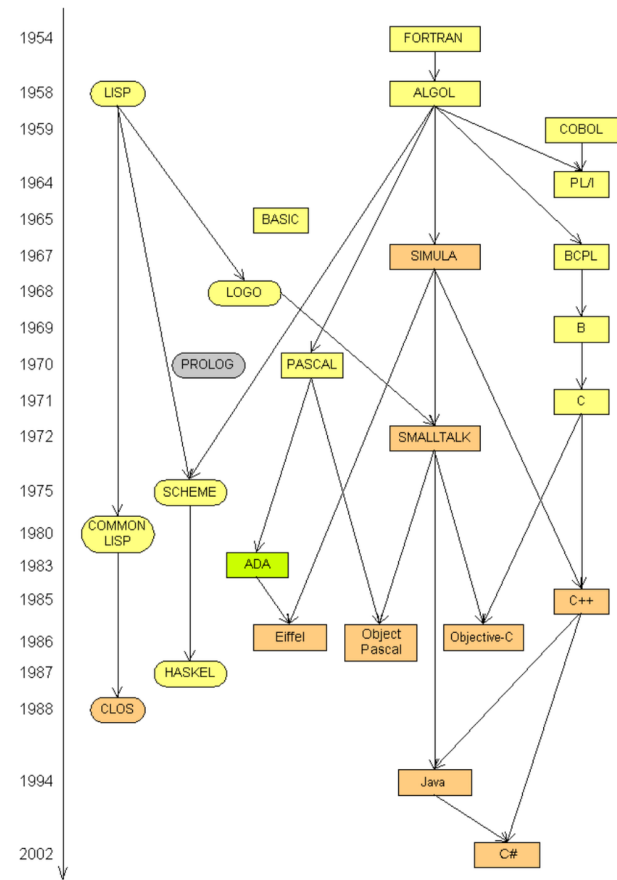 1954
FORTRAN
1958
LISP
ALGOL
1959
COBOL
1964
PL/I
1965
BASIC
1967
SIMULA
BCPL
1968
LOGO
1969
B
1970
PROLOG
PASCAL
1971
C
1972
SMALLTALK
1975
SCHEME
1980
COMMON
LISP
1983
ADA
1985
C++
1986
Eiffel
Object
Pascal
Objective-C
1987
HASKEL
1988
CLOS
1994
Java
2002
C#